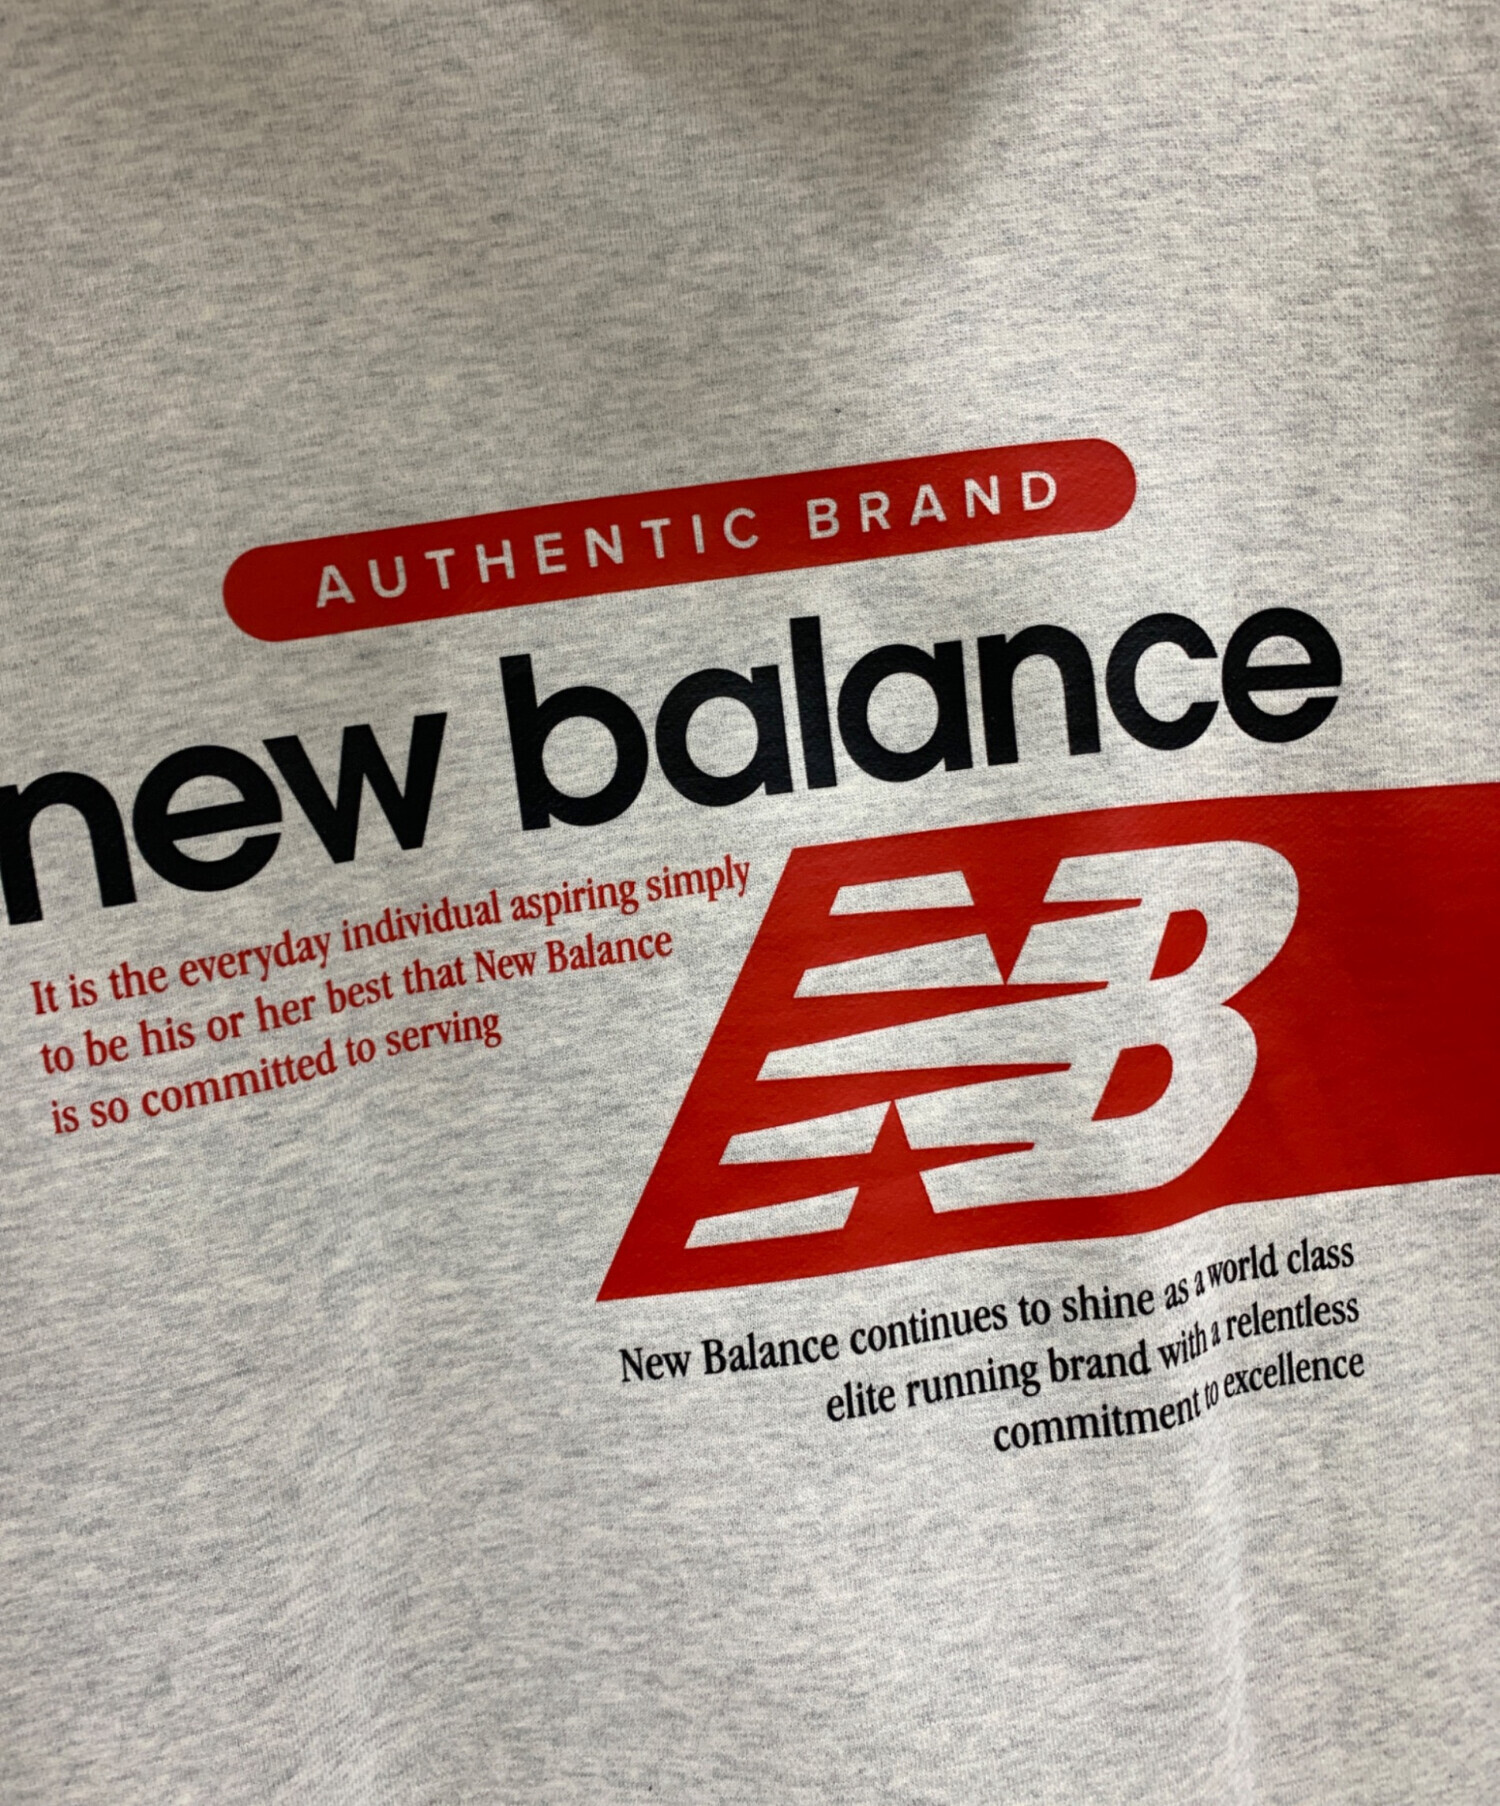 AUTHENTIC BRAND
new balance
It is the everyday individual aspiring simply
to be his or her best that New Balance
is so committed to serving
NB
New Balance continues to shine as a world class
elite running brand with a relentless
commitment to excellence